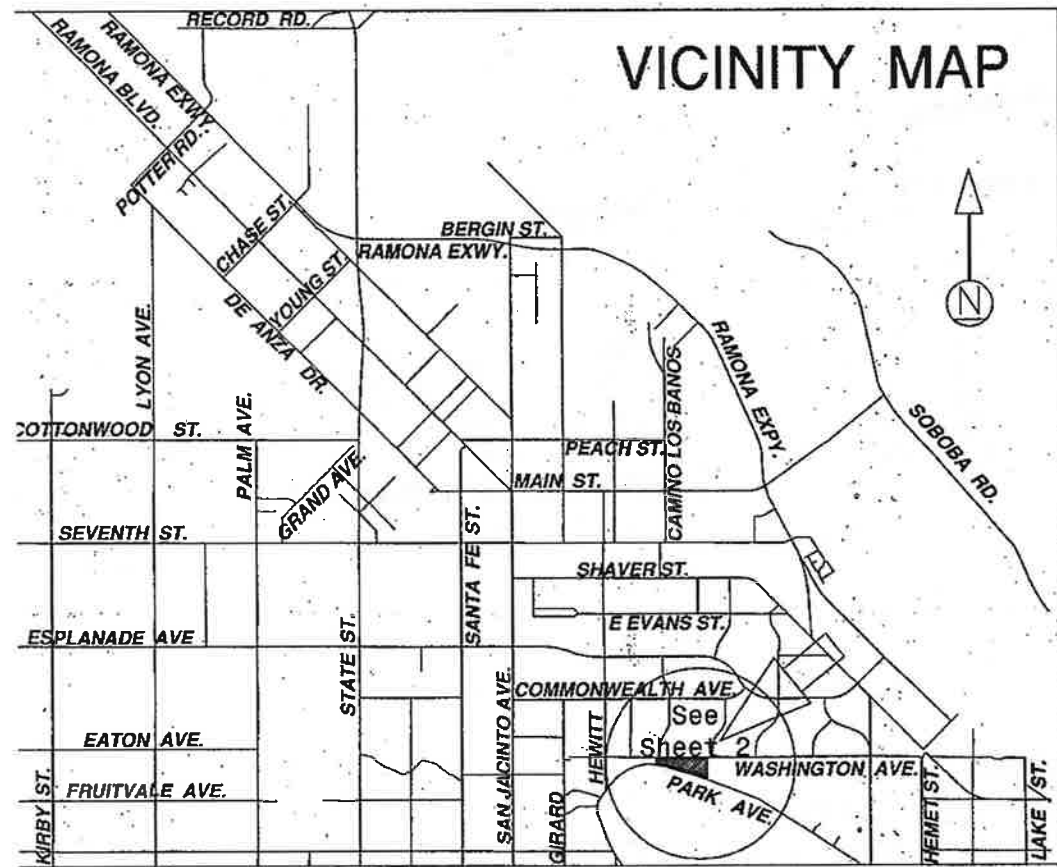 RECORD RD.
VICINITY MAP
RAMONA EXWY.
RAMONA BLVD.
POTTER RD.
N
CHASE ST.
BERGIN ST.
RAMONA EXWY.
YOUNG ST.
LYON AVE.
DE ANZA DR.
RAMONA EXPY.
SOBOBA RD.
COTTONWOOD ST.
PALM AVE.
GRAND AVE.
PEACH ST.
CAMINO LOS BANOS
MAIN ST.
SEVENTH ST.
SANTA FE ST.
SHAVER ST.
E EVANS ST.
ESPLANADE AVE
STATE ST.
SAN JACINTO AVE.
COMMONWEALTH AVE.
See
Sheet 2
HEWITT
EATON AVE.
WASHINGTON AVE.
PARK AVE.
FRUITVALE AVE.
KIRBY ST.
GIRARD
HEMET ST.
LAKE ST.